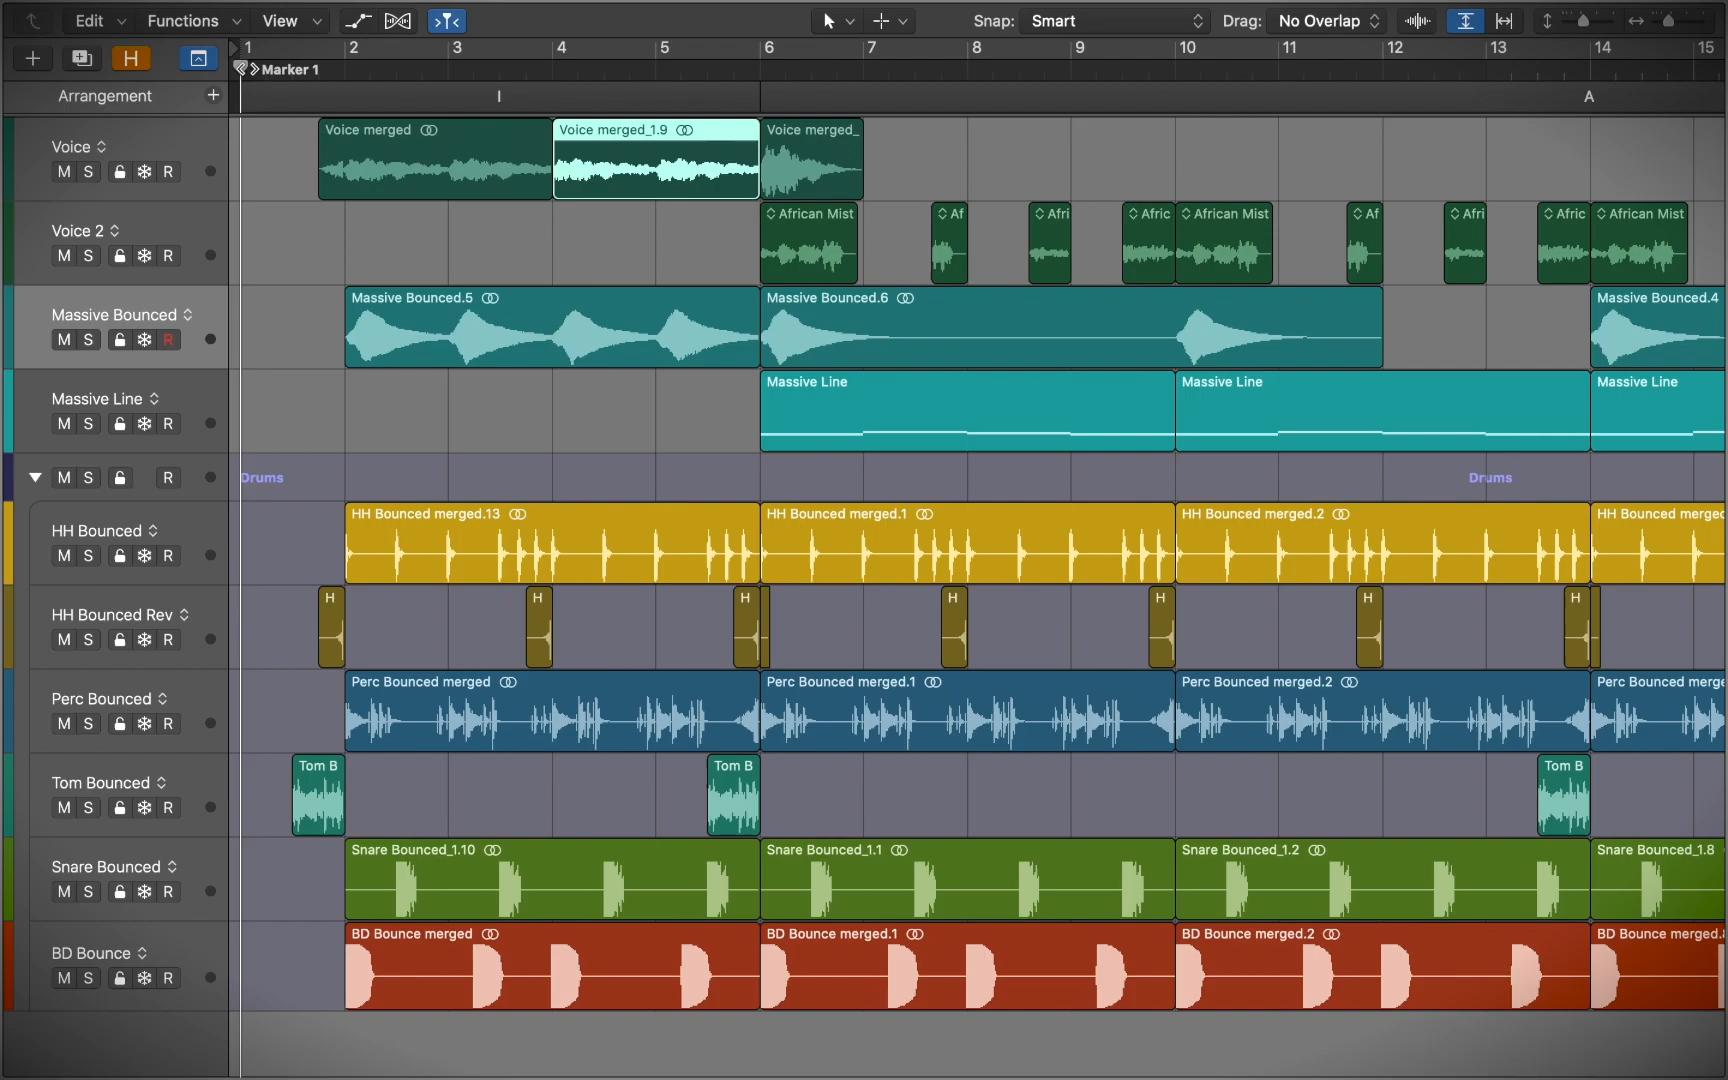 Edit Functions View Snap: Smart Drag: No Overlap
H 1 2 3 4 5 6 7 8 9 10 11 12 13 14 15
Marker 1
Arrangement + I A
Voice merged Voice merged_1.9 Voice merged_
Voice
M S R
African Mist Af Afri Afric African Mist Af Afri Afric African Mist
Voice 2
M S R
Massive Bounced.5 Massive Bounced.6 Massive Bounced.4
Massive Bounced
M S R
Massive Line Massive Line Massive Line
Massive Line
M S R
M S R Drums Drums
HH Bounced merged.13 HH Bounced merged.1 HH Bounced merged.2 HH Bounced merged
HH Bounced
M S R
H H H H H H H
HH Bounced Rev
M S R
Perc Bounced merged Perc Bounced merged.1 Perc Bounced merged.2 Perc Bounced merge
Perc Bounced
M S R
Tom B Tom B Tom B
Tom Bounced
M S R
Snare Bounced_1.10 Snare Bounced_1.1 Snare Bounced_1.2 Snare Bounced_1.8
Snare Bounced
M S R
BD Bounce merged BD Bounce merged.1 BD Bounce merged.2 BD Bounce merged.
BD Bounce
M S R